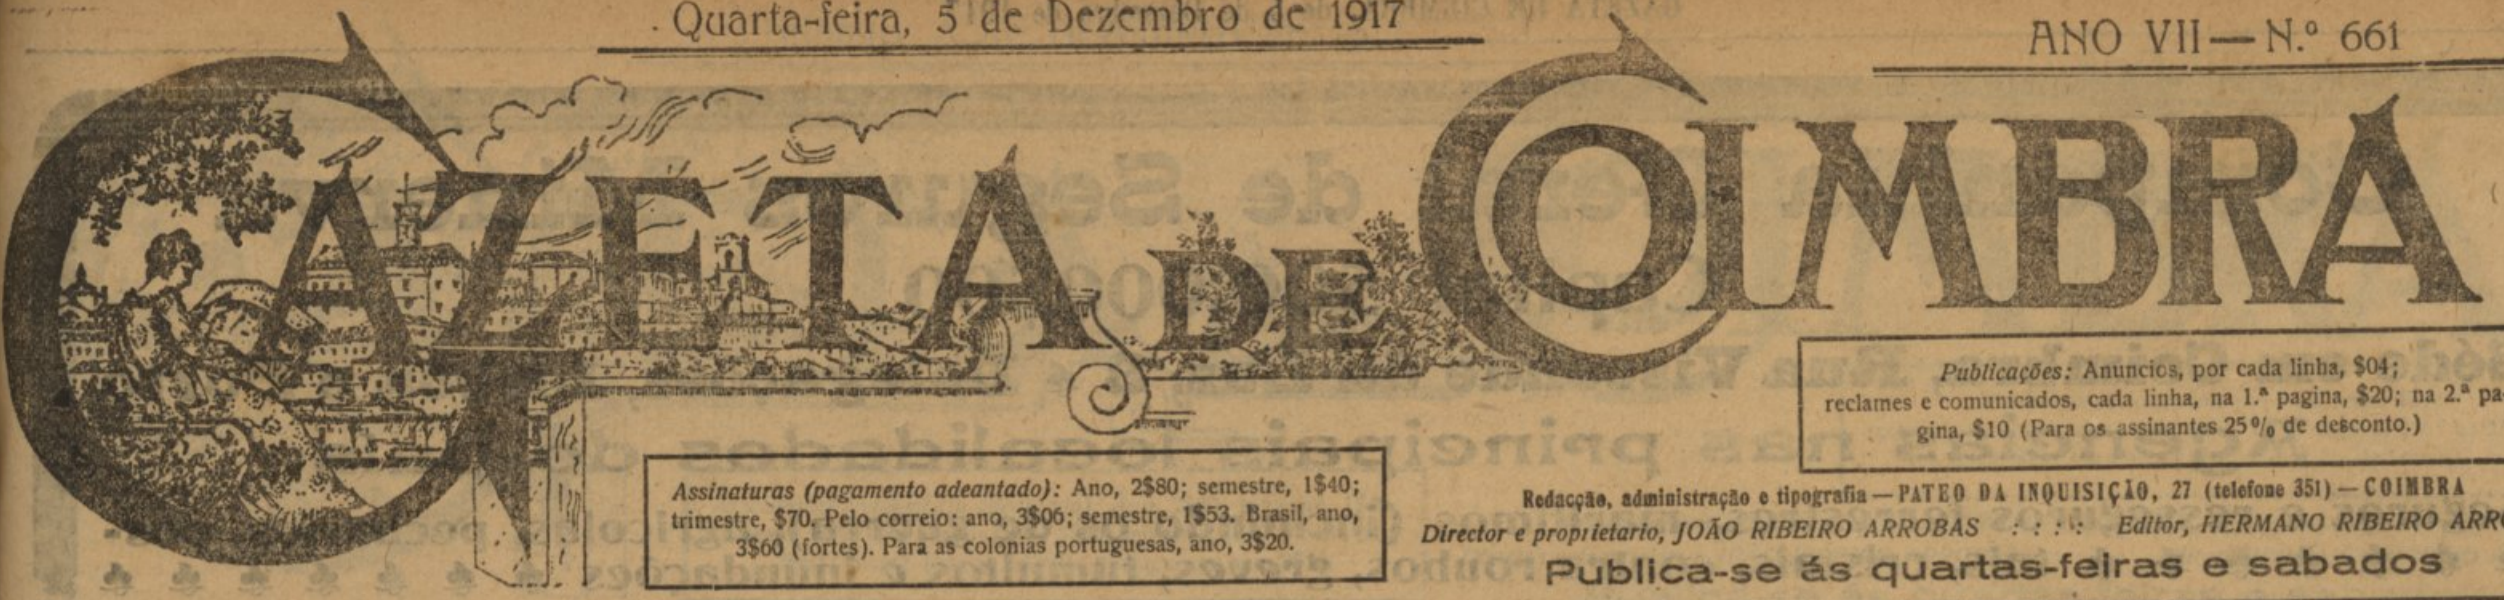 Quarta-feira, 5 de Dezembro de 1917
ANO VII — N.º 661
GAZETA DE COIMBRA
Publicações: Anuncios, por cada linha, $04;
reclames e comunicados, cada linha, na 1.ª pagina, $20; na 2.ª pa-
gina, $10 (Para os assinantes 25% de desconto.)
Assinaturas (pagamento adeantado): Ano, 2$80; semestre, 1$40;
trimestre, $70. Pelo correio: ano, 3$06; semestre, 1$53. Brasil, ano,
3$60 (fortes). Para as colonias portuguesas, ano, 3$20.
Redacção, administração e tipografia — PATEO DA INQUISIÇÃO, 27 (telefone 351) — COIMBRA
Director e proprietario, JOÃO RIBEIRO ARROBAS : : : : Editor, HERMANO RIBEIRO
Publica-se ás quartas-feiras e sabados